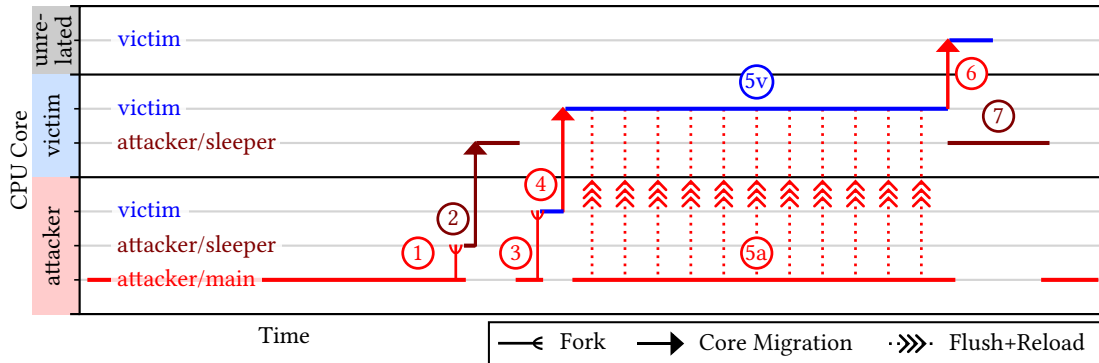 CPU Core
unre-
lated
victim
attacker
victim
victim
attacker/sleeper
victim
attacker/sleeper
attacker/main
1
2
3
4
5v
5a
6
7
Time
Fork
Core Migration
Flush+Reload